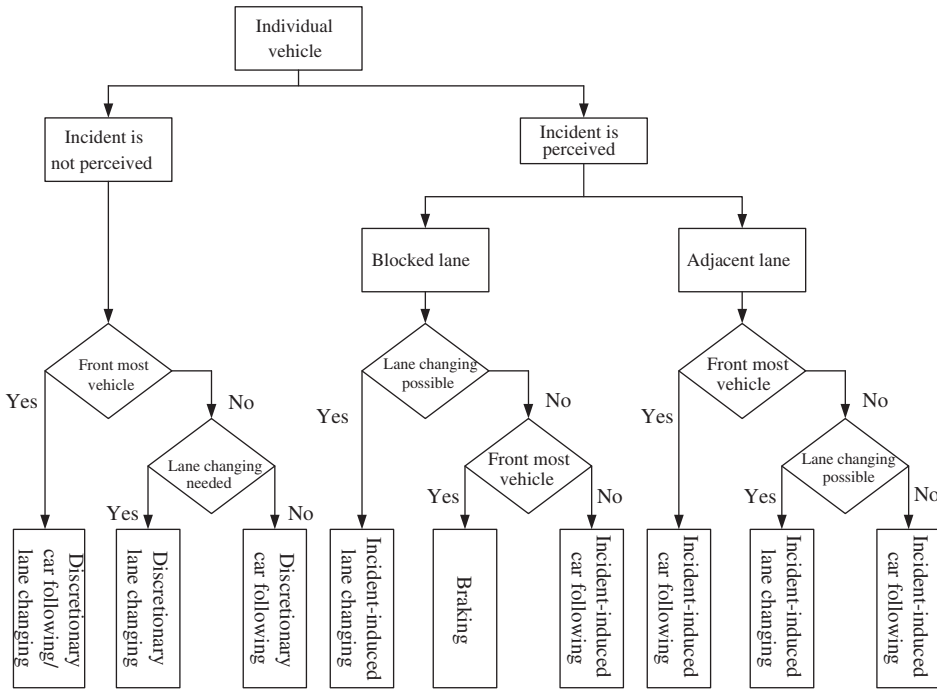 Individual
vehicle
Incident is
not perceived
Incident is
perceived
Blocked lane
Adjacent lane
Front most
vehicle
Lane changing
possible
Front most
vehicle
Yes
No
Yes
No
Yes
No
Lane changing
needed
Front most
vehicle
Lane changing
possible
Yes
No
Yes
No
Yes
No
Discretionary
car following/
lane changing
Discretionary
lane changing
Discretionary
car following
Incident-induced
lane changing
Braking
Incident-induced
car following
Incident-induced
car following
Incident-induced
lane changing
Incident-induced
car following